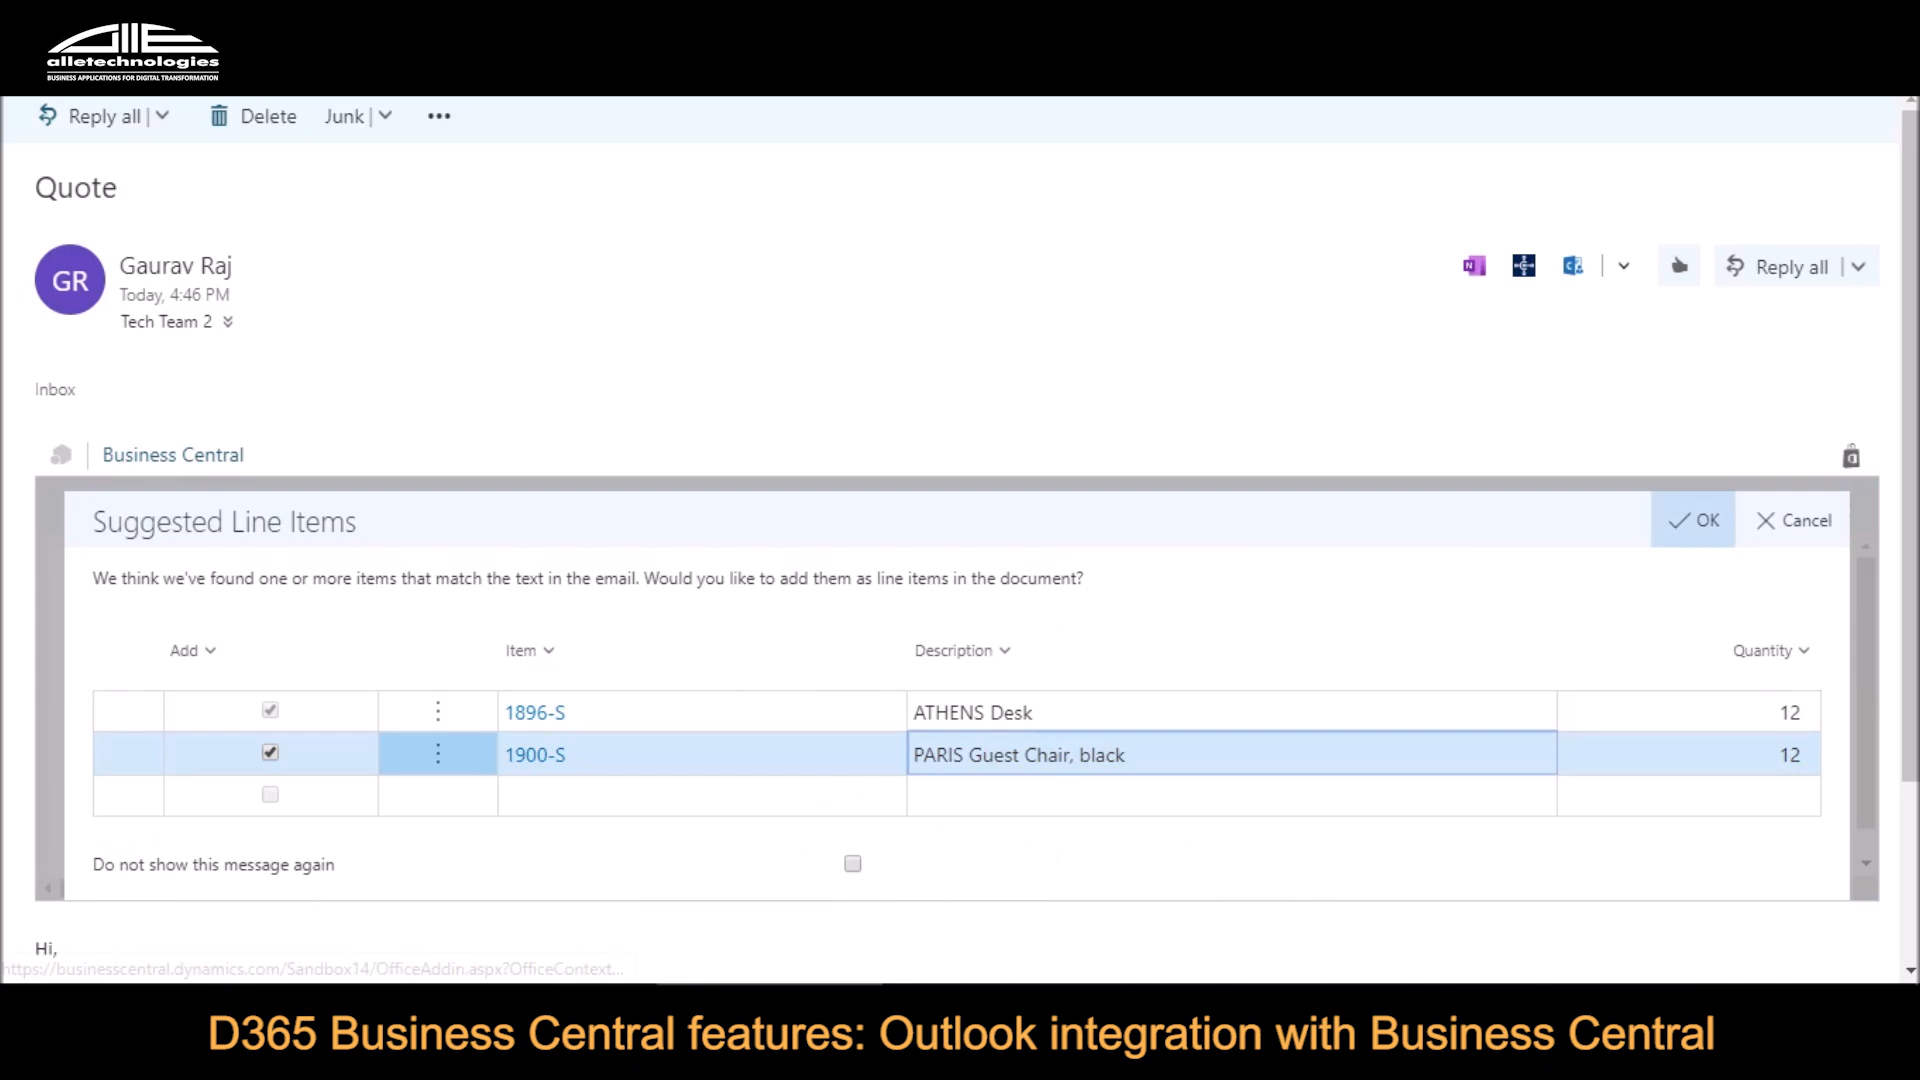 alletechnologies
BUSINESS APPLICATIONS FOR DIGITAL TRANSFORMATION
Reply all
Delete
Junk
Quote
GR
Gaurav Raj
Today, 4:46 PM
Tech Team 2
Reply all
Inbox
Business Central
Suggested Line Items
OK
Cancel
We think we've found one or more items that match the text in the email. Would you like to add them as line items in the document?
Add
Item
Description
Quantity
1896-S
ATHENS Desk
12
1900-S
PARIS Guest Chair, black
12
Do not show this message again
Hi,
https://businesscentral.dynamics.com/Sandbox14/OfficeAddin.aspx?OfficeContext...
D365 Business Central features: Outlook integration with Business Central